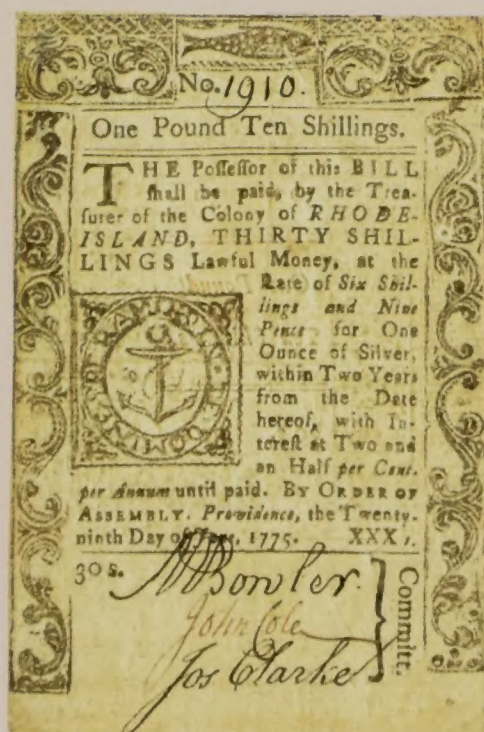 No. 1910.
One Pound Ten Shillings.
THE Poſſeſſor of this BILL
ſhall be paid, by the Trea-
ſurer of the Colony of RHODE-
ISLAND, THIRTY SHIL-
LINGS Lawful Money, at the
Rate of Six Shil-
lings and Nine
Pence for One
Ounce of Silver,
within Two Years
from the Date
hereof, with In-
tereſt at Two and
an Half per Cent.
per Annum until paid. BY ORDER OF
ASSEMBLY. Providence, the Twenty-
ninth Day of June, 1775. XXX s.
30 s.
Bowler.
John Cole
Jos Clarke
Committ.